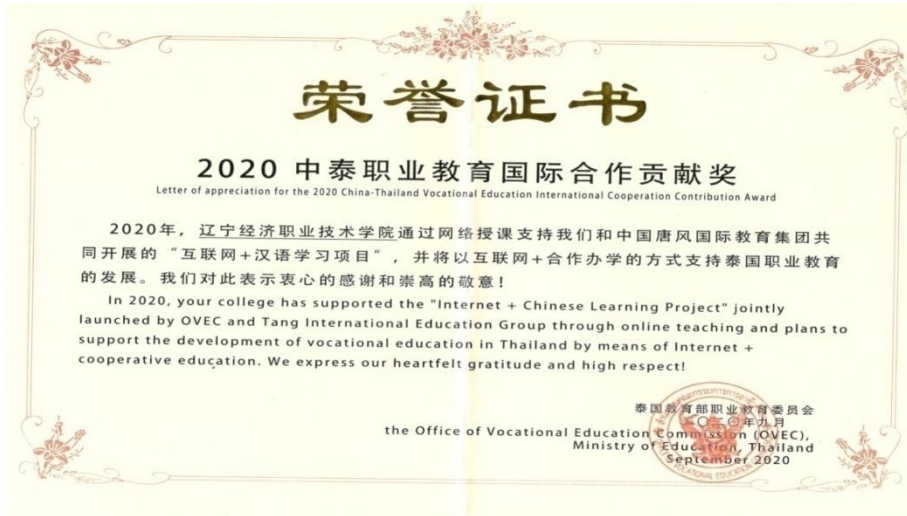 荣誉证书
2020 中泰职业教育国际合作贡献奖
Letter of appreciation for the 2020 China-Thailand Vocational Education International Cooperation Contribution Award
2020年，辽宁经济职业技术学院通过网络授课支持我们和中国唐风国际教育集团共
同开展的“互联网+汉语学习项目”，并将以互联网+合作办学的方式支持泰国职业教育
的发展。我们对此表示衷心的感谢和崇高的敬意！
In 2020, your college has supported the "Internet + Chinese Learning Project" jointly
launched by OVEC and Tang International Education Group through online teaching and plans to
support the development of vocational education in Thailand by means of Internet +
cooperative education. We express our heartfelt gratitude and high respect!
泰国教育部职业教育委员会
二〇二〇年九月
the Office of Vocational Education Commission (OVEC),
Ministry of Education, Thailand
September 2020